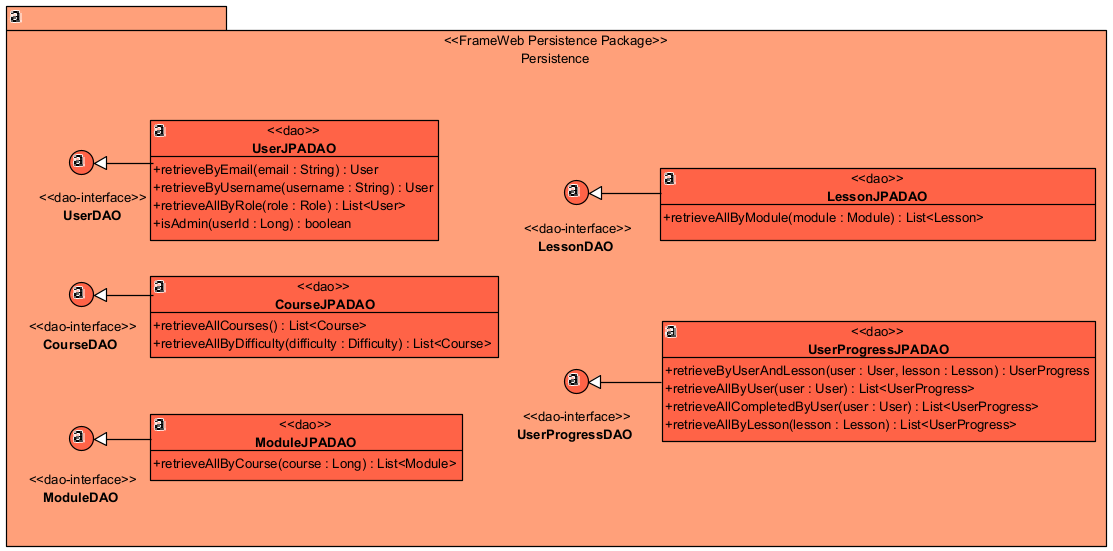 a
<<FrameWeb Persistence Package>>
Persistence
a
<<dao-interface>>
UserDAO
a
<<dao>>
UserJPADAO
+retrieveByEmail(email : String) : User
+retrieveByUsername(username : String) : User
+retrieveAllByRole(role : Role) : List<User>
+isAdmin(userId : Long) : boolean
a
<<dao-interface>>
CourseDAO
a
<<dao>>
CourseJPADAO
+retrieveAllCourses() : List<Course>
+retrieveAllByDifficulty(difficulty : Difficulty) : List<Course>
a
<<dao-interface>>
ModuleDAO
a
<<dao>>
ModuleJPADAO
+retrieveAllByCourse(course : Long) : List<Module>
a
<<dao-interface>>
LessonDAO
a
<<dao>>
LessonJPADAO
+retrieveAllByModule(module : Module) : List<Lesson>
a
<<dao-interface>>
UserProgressDAO
a
<<dao>>
UserProgressJPADAO
+retrieveByUserAndLesson(user : User, lesson : Lesson) : UserProgress
+retrieveAllByUser(user : User) : List<UserProgress>
+retrieveAllCompletedByUser(user : User) : List<UserProgress>
+retrieveAllByLesson(lesson : Lesson) : List<UserProgress>